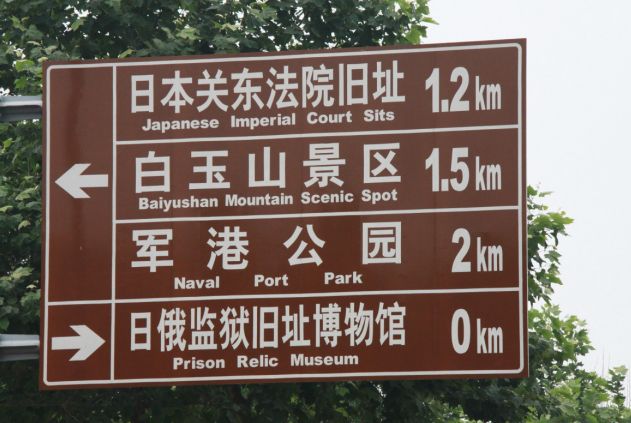 日本关东法院旧址 1.2km
Japanese Imperial Court Sits
白玉山景区 1.5km
Baiyushan Mountain Scenic Spot
军港公园 2km
Naval Port Park
日俄监狱旧址博物馆 0km
Prison Relic Museum